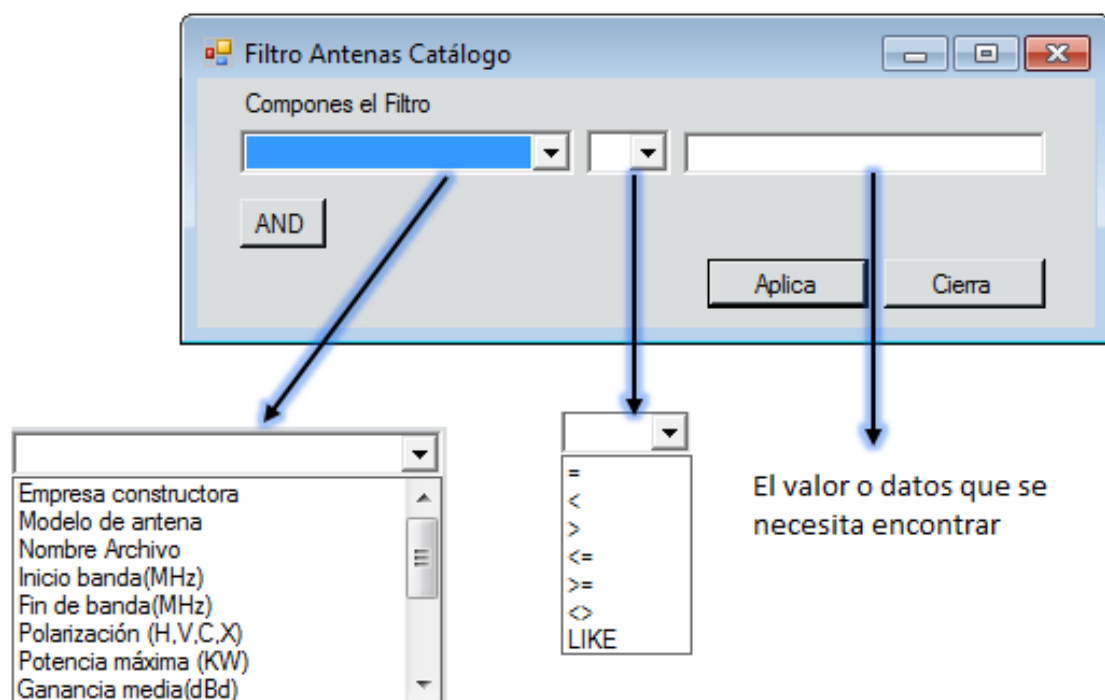 Filtro Antenas Catálogo
Compones el Filtro
AND
Aplica
Cierra
Empresa constructora
Modelo de antena
Nombre Archivo
Inicio banda(MHz)
Fin de banda(MHz)
Polarización (H,V,C,X)
Potencia máxima (KW)
Ganancia media(dBd)
=
<
>
<=
>=
<>
LIKE
El valor o datos que se
necesita encontrar